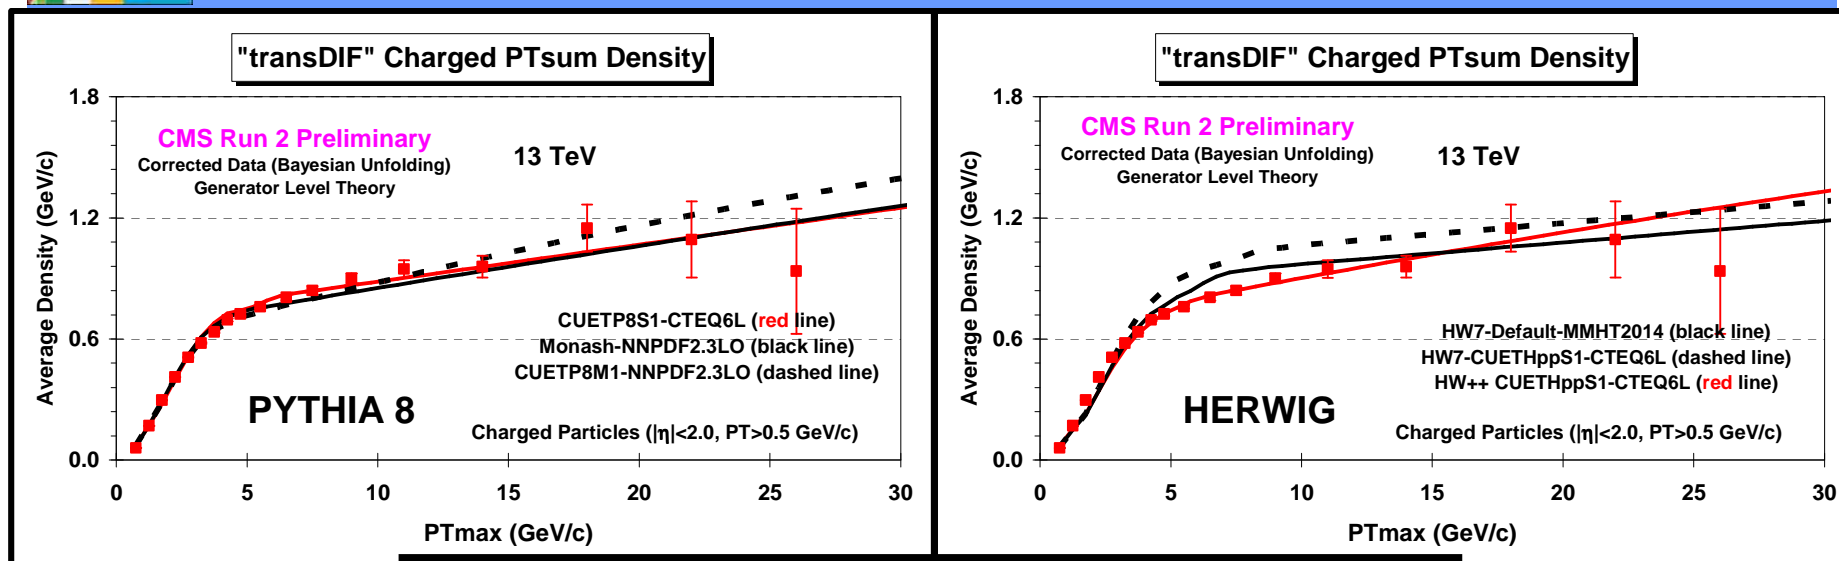 "transDIF" Charged PTsum Density
1.8
1.2
0.6
0.0
Average Density (GeV/c)
CMS Run 2 Preliminary
Corrected Data (Bayesian Unfolding)
Generator Level Theory
13 TeV
CUETP8S1-CTEQ6L (red line)
Monash-NNPDF2.3LO (black line)
CUETP8M1-NNPDF2.3LO (dashed line)
PYTHIA 8
Charged Particles (|η|<2.0, PT>0.5 GeV/c)
0 5 10 15 20 25 30
PTmax (GeV/c)
"transDIF" Charged PTsum Density
1.8
1.2
0.6
0.0
Average Density (GeV/c)
CMS Run 2 Preliminary
Corrected Data (Bayesian Unfolding)
Generator Level Theory
13 TeV
HW7-Default-MMHT2014 (black line)
HW7-CUETHppS1-CTEQ6L (dashed line)
HW++ CUETHppS1-CTEQ6L (red line)
HERWIG
Charged Particles (|η|<2.0, PT>0.5 GeV/c)
0 5 10 15 20 25 30
PTmax (GeV/c)